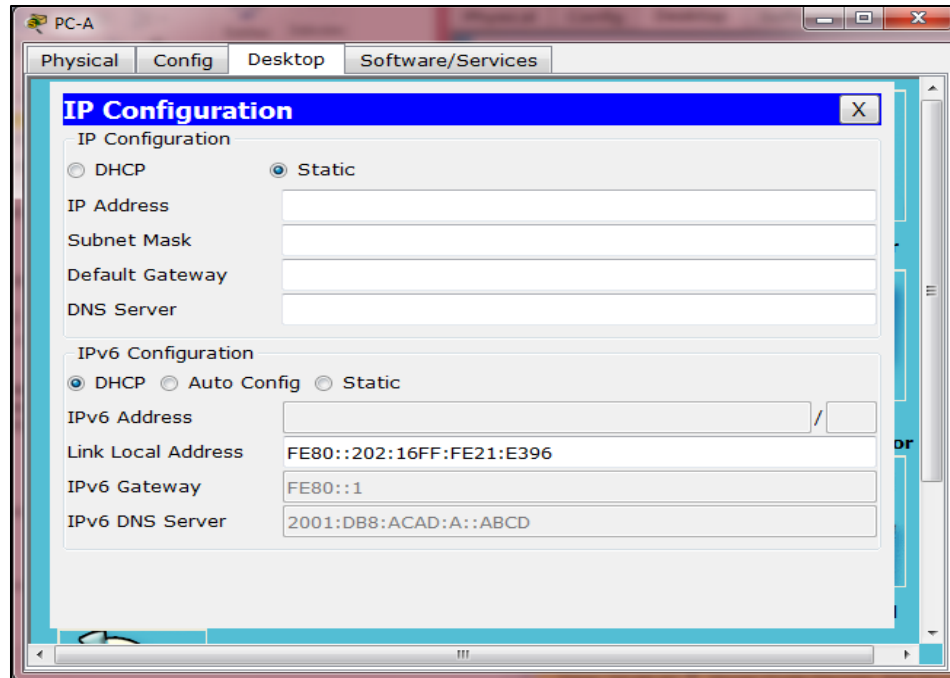 PC-A
Physical Config Desktop Software/Services
IP Configuration X
IP Configuration
DHCP Static
IP Address
Subnet Mask
Default Gateway
DNS Server
IPv6 Configuration
DHCP Auto Config Static
IPv6 Address /
Link Local Address FE80::202:16FF:FE21:E396
or
IPv6 Gateway FE80::1
IPv6 DNS Server 2001:DB8:ACAD:A::ABCD